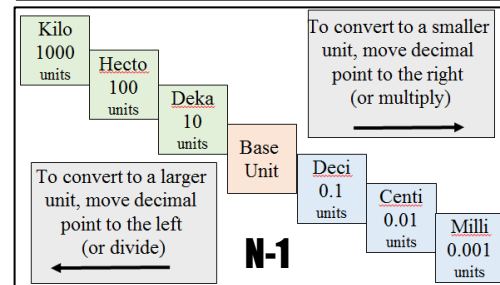 Kilo
1000
units
Hecto
100
units
Deka
10
units
Base
Unit
Deci
0.1
units
Centi
0.01
units
Milli
0.001
units
To convert to a smaller
unit, move decimal
point to the right
(or multiply)
To convert to a larger
unit, move decimal
point to the left
(or divide)
N-1